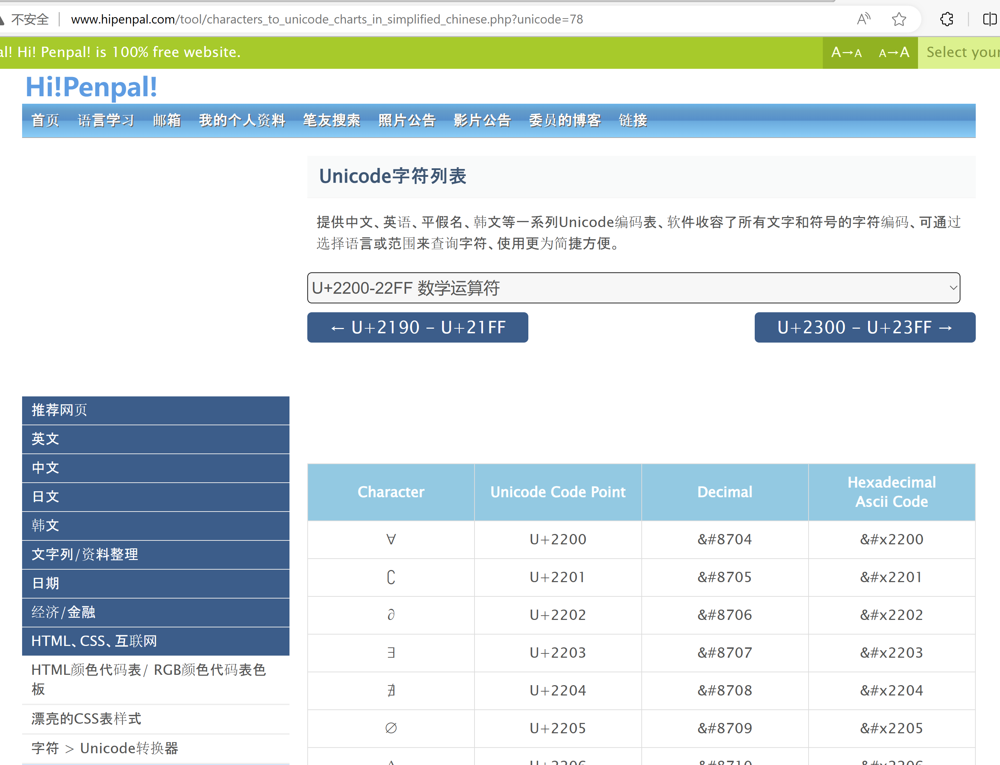 不安全 www.hipenpal.com/tool/characters_to_unicode_charts_in_simplified_chinese.php?unicode=78
al! Hi! Penpal! is 100% free website.
A→A A→A Select your
Hi!Penpal!
首页 语言学习 邮箱 我的个人资料 笔友搜索 照片公告 影片公告 委员的博客 链接
Unicode字符列表
提供中文、英语、平假名、韩文等一系列Unicode编码表、软件收容了所有文字和符号的字符编码、可通过
选择语言或范围来查询字符、使用更为简捷方便。
U+2200-22FF 数学运算符
← U+2190 – U+21FF
U+2300 – U+23FF →
推荐网页
英文
中文
日文
韩文
文字列/资料整理
日期
经济/金融
HTML、CSS、互联网
HTML颜色代码表/ RGB颜色代码表色
板
漂亮的CSS表样式
字符 > Unicode转换器
Character Unicode Code Point Decimal Hexadecimal
Ascii Code
∀ U+2200 &#8704 &#x2200
∁ U+2201 &#8705 &#x2201
∂ U+2202 &#8706 &#x2202
∃ U+2203 &#8707 &#x2203
∄ U+2204 &#8708 &#x2204
∅ U+2205 &#8709 &#x2205
∆ U+2206 &#8710 &#x2206